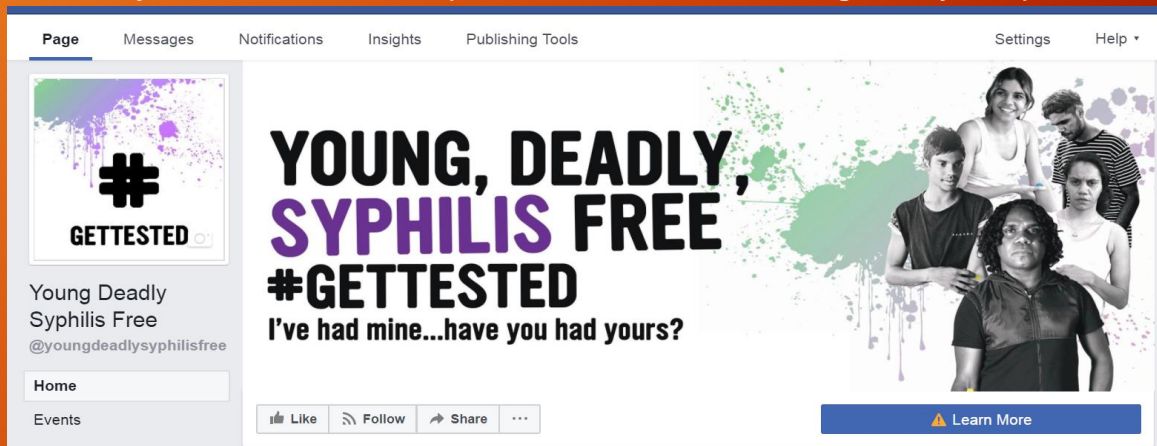 Page Messages Notifications Insights Publishing Tools Settings Help
#
GETTESTED
YOUNG, DEADLY,
SYPHILIS FREE
#GETTESTED
I've had mine...have you had yours?
Young Deadly
Syphilis Free
@youngdeadlysyphilisfree
Home
Events
Like Follow Share ...
Learn More